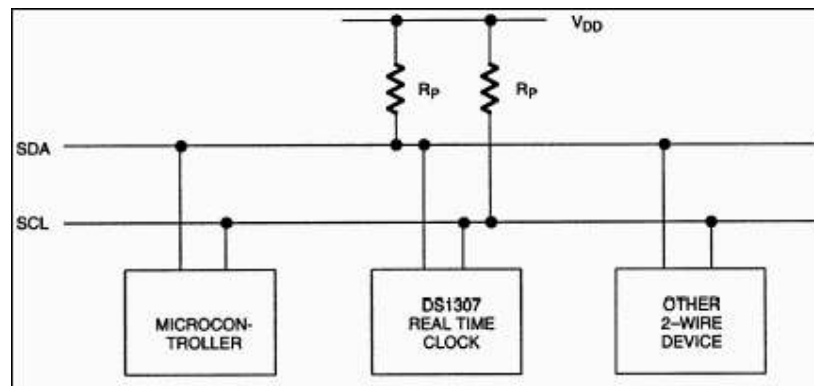 VDD
RP RP
SDA
SCL
MICROCON-
TROLLER
DS1307
REAL TIME
CLOCK
OTHER
2-WIRE
DEVICE